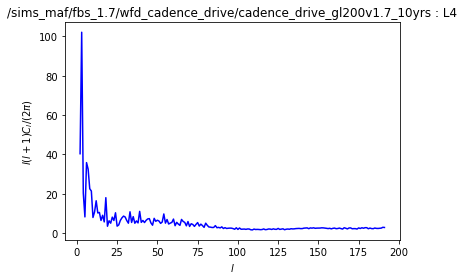 /sims_maf/fbs_1.7/wfd_cadence_drive/cadence_drive_gl200v1.7_10yrs : L4
l(l + 1)Cₗ/(2π)
100
80
60
40
20
0
0 25 50 75 100 125 150 175 200
l